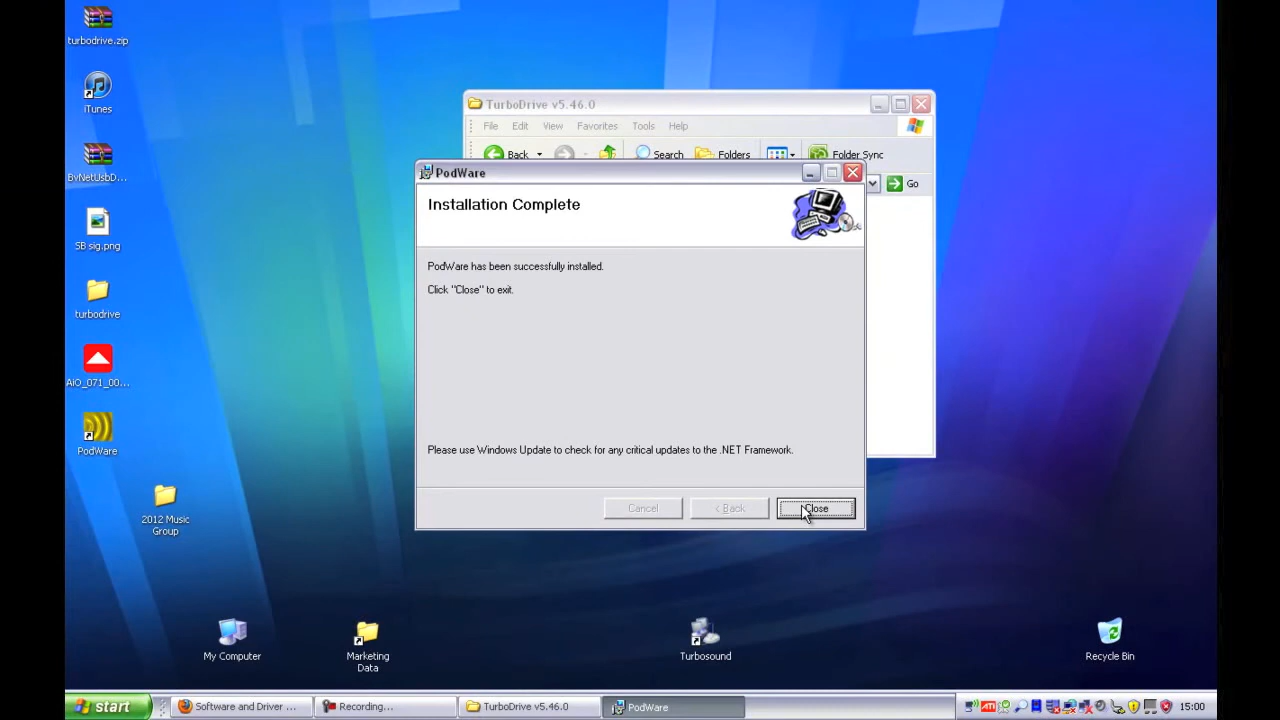 turbodrive.zip
iTunes
BvNetUsbD...
SB sig.png
turbodrive
AiO_071_00...
PodWare
2012 Music
Group
My Computer
Marketing
Data
Turbosound
Recycle Bin
TurboDrive v5.46.0
File Edit View Favorites Tools Help
Back Search Folders Folder Sync
Go
PodWare
Installation Complete
PodWare has been successfully installed.
Click "Close" to exit.
Please use Windows Update to check for any critical updates to the .NET Framework.
Cancel < Back Close
start Software and Driver ... Recording... TurboDrive v5.46.0 PodWare ATI 15:00